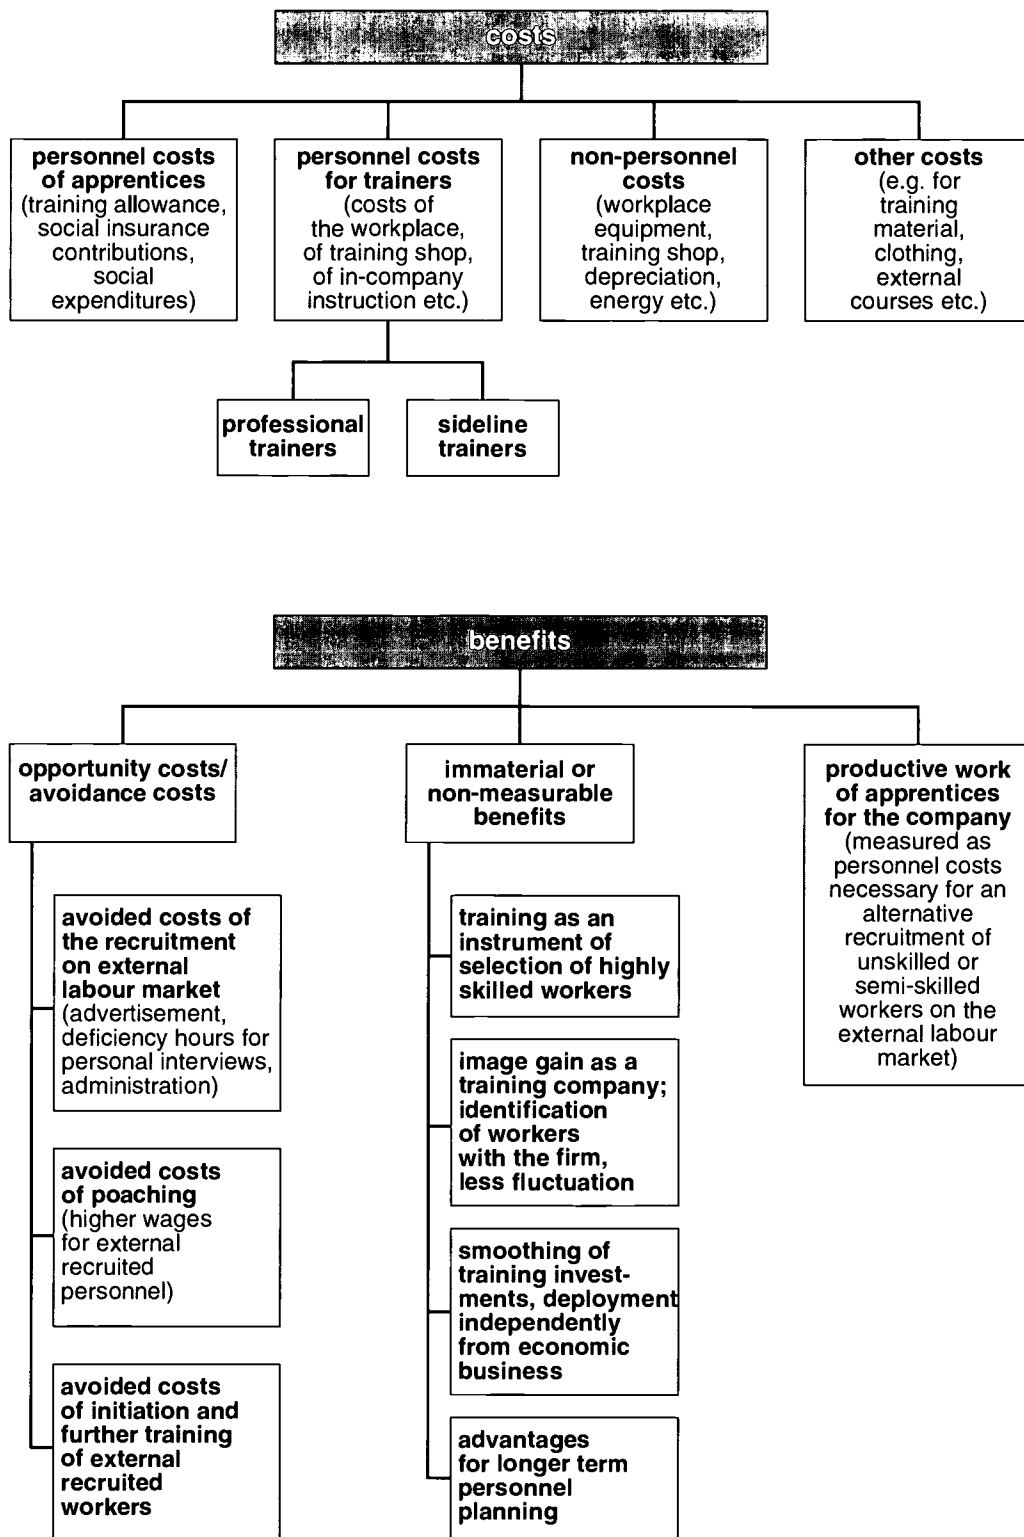 costs
personnel costs
of apprentices
(training allowance,
social insurance
contributions,
social
expenditures)
personnel costs
for trainers
(costs of
the workplace,
of training shop,
of in-company
instruction etc.)
non-personnel
costs
(workplace
equipment,
training shop,
depreciation,
energy etc.)
other costs
(e.g. for
training
material,
clothing,
external
courses etc.)
professional
trainers
sideline
trainers
benefits
opportunity costs/
avoidance costs
avoided costs of
the recruitment
on external
labour market
(advertisement,
deficiency hours for
personal interviews,
administration)
avoided costs
of poaching
(higher wages
for external
recruited
personnel)
avoided costs
of initiation and
further training
of external
recruited
workers
immaterial or
non-measurable
benefits
training as an
instrument of
selection of highly
skilled workers
image gain as a
training company;
identification
of workers
with the firm,
less fluctuation
smoothing of
training invest-
ments, deployment
independently
from economic
business
advantages
for longer term
personnel
planning
productive work
of apprentices
for the company
(measured as
personnel costs
necessary for an
alternative
recruitment of
unskilled or
semi-skilled
workers on the
external labour
market)